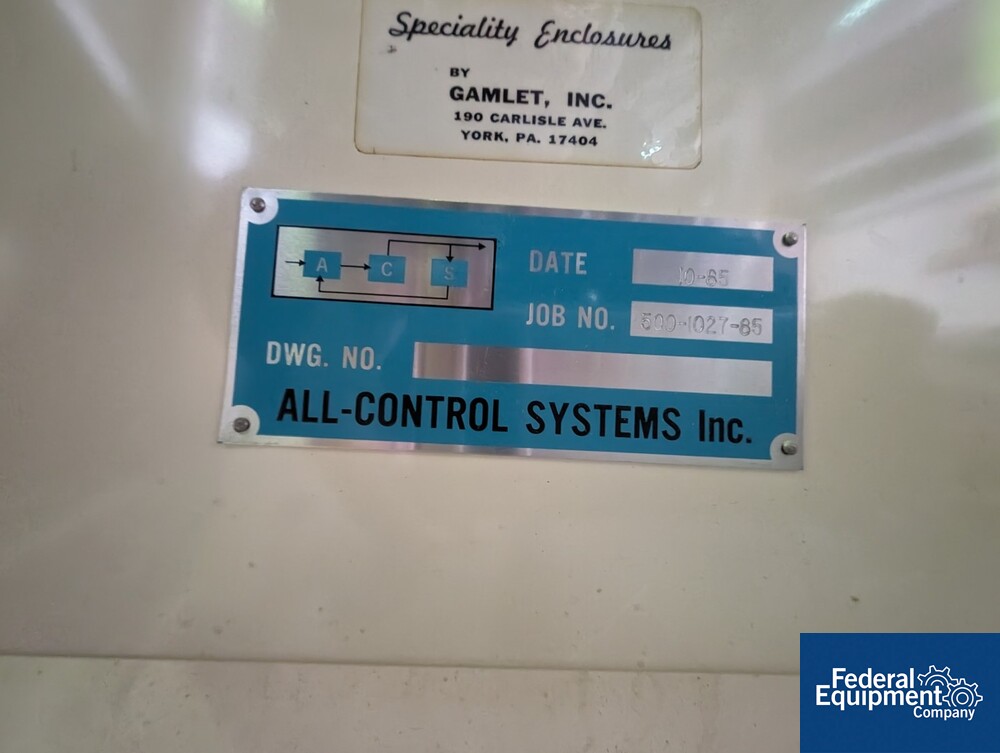 Speciality Enclosures
BY
GAMLET, INC.
190 CARLISLE AVE.
YORK, PA. 17404
A C S
DATE 10-85
JOB NO. 500-1027-85
DWG. NO.
ALL-CONTROL SYSTEMS Inc.
Federal
Equipment
Company